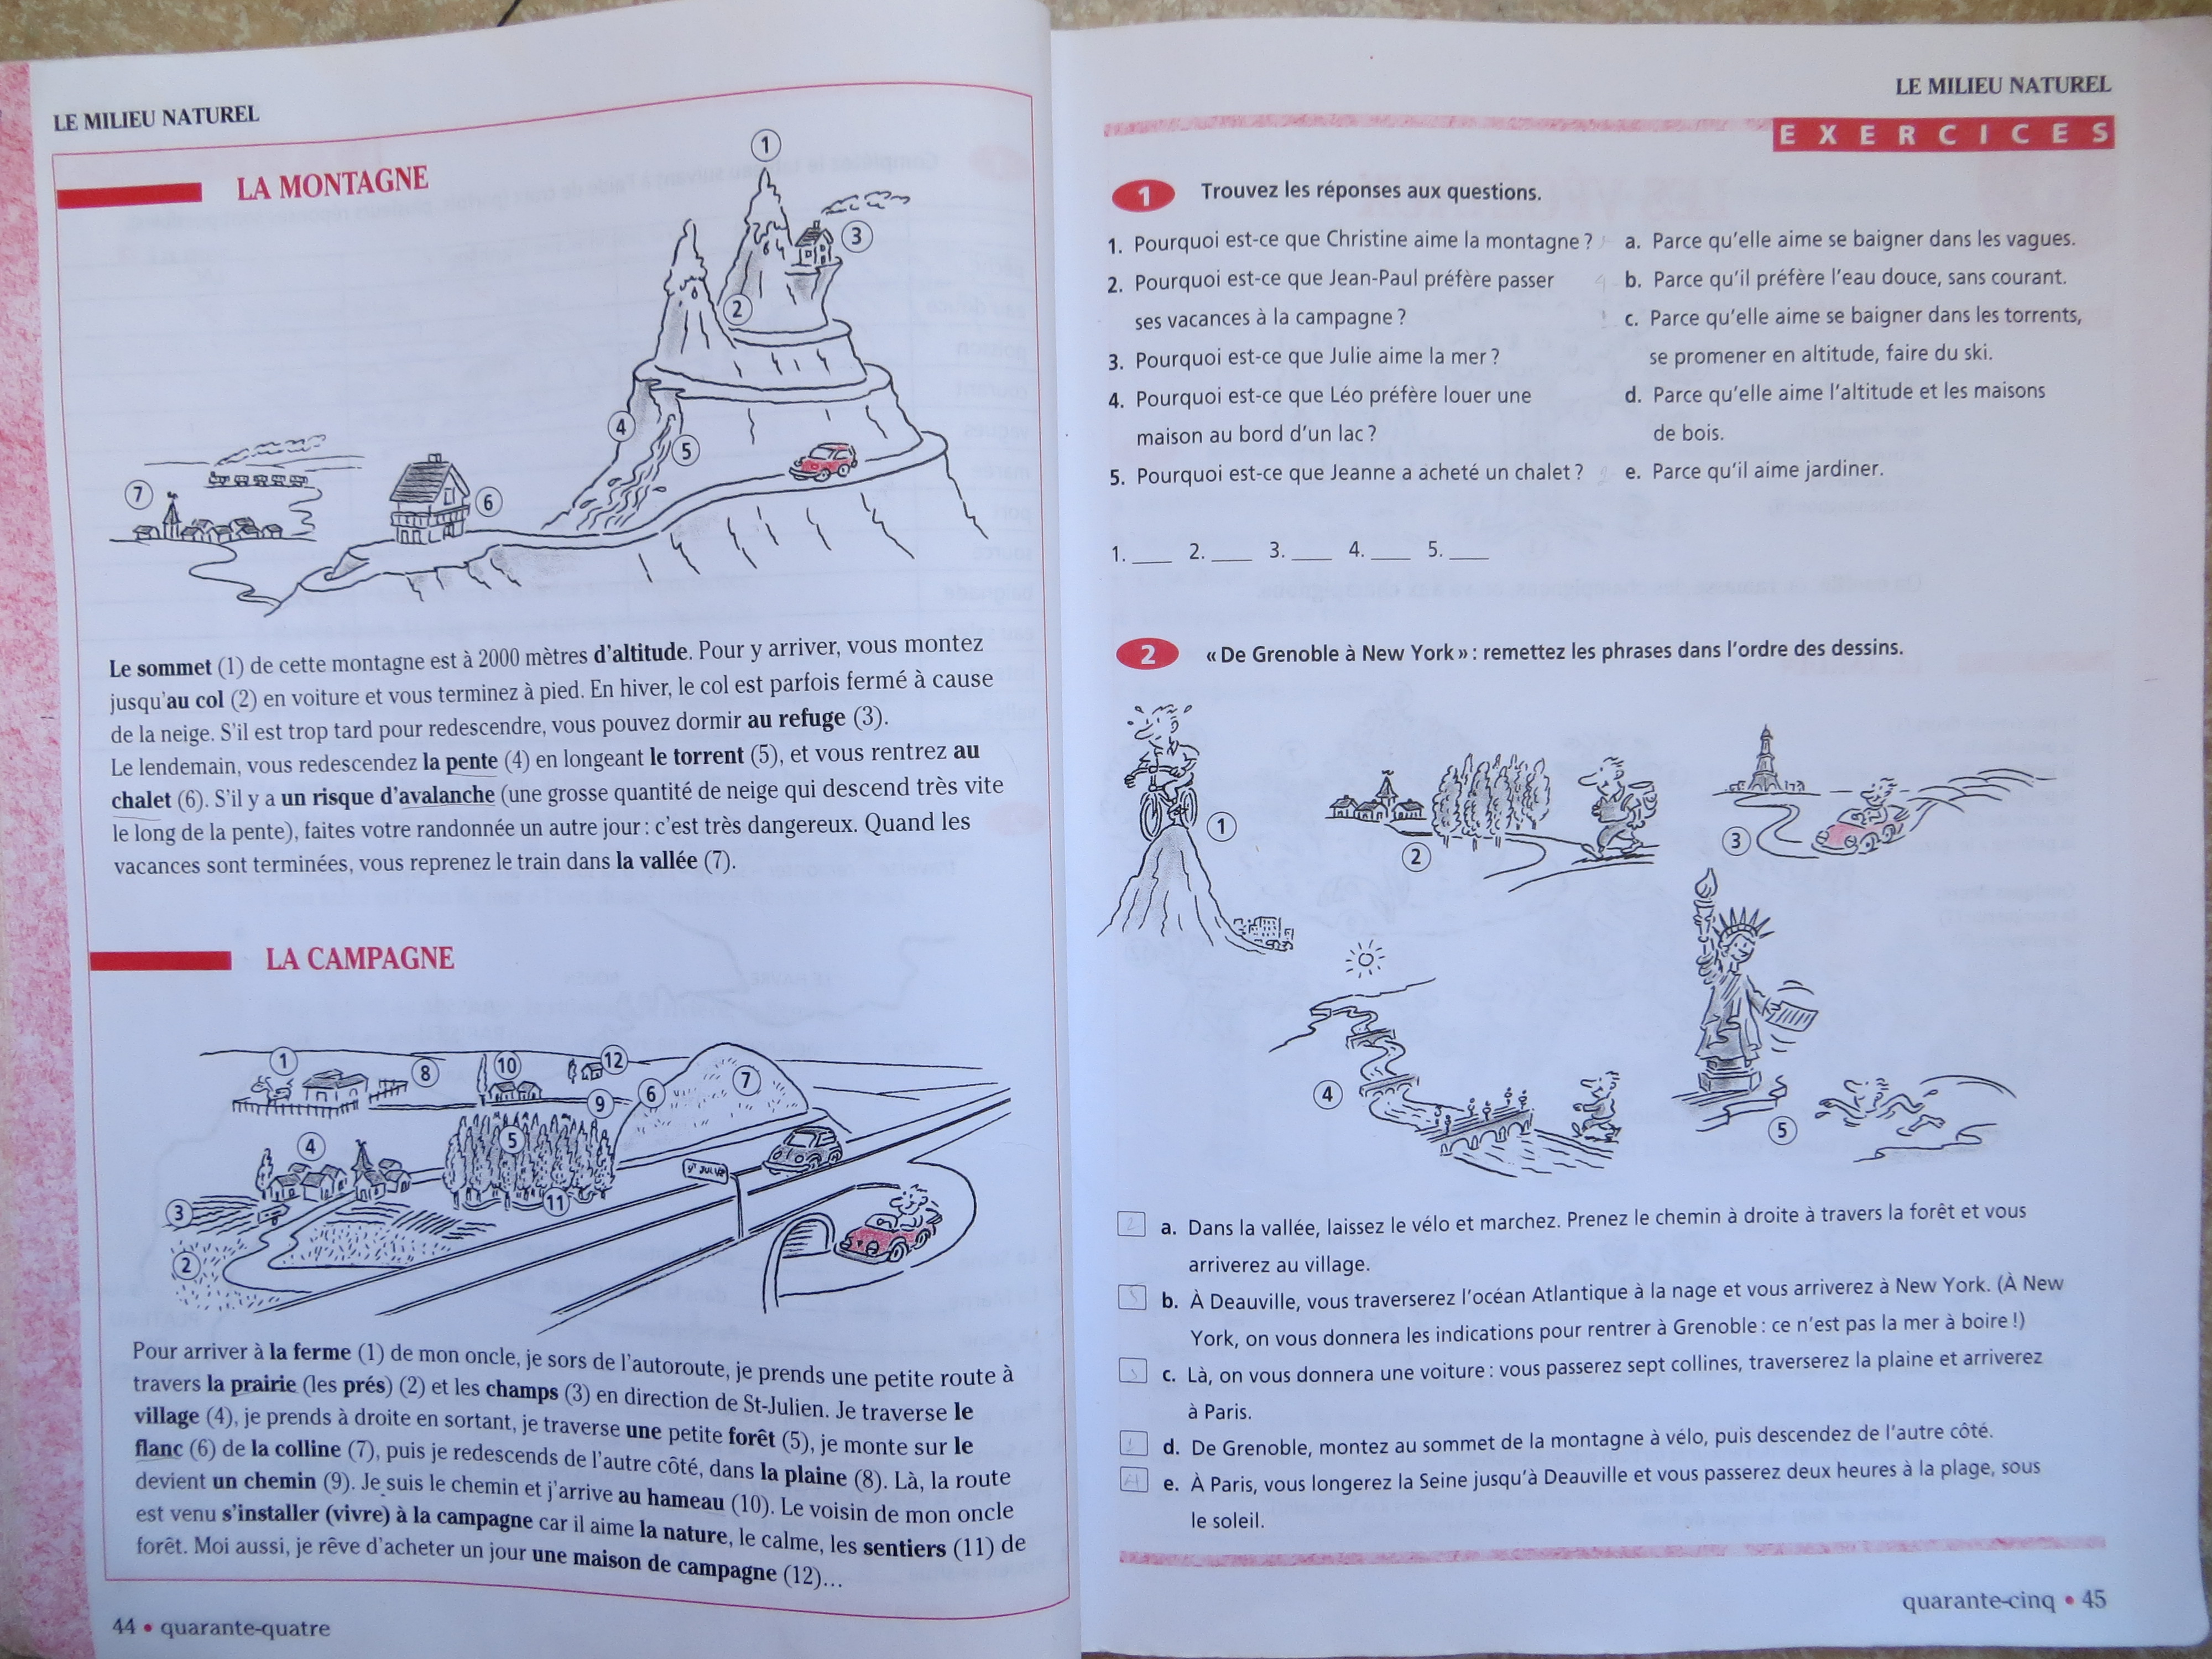 LE MILIEU NATUREL
LA MONTAGNE
1
3
2
4
5
7
6
Le sommet (1) de cette montagne est à 2000 mètres d'altitude. Pour y arriver, vous montez
jusqu'au col (2) en voiture et vous terminez à pied. En hiver, le col est parfois fermé à cause
de la neige. S'il est trop tard pour redescendre, vous pouvez dormir au refuge (3).
Le lendemain, vous redescendez la pente (4) en longeant le torrent (5), et vous rentrez au
chalet (6). S'il y a un risque d'avalanche (une grosse quantité de neige qui descend très vite
le long de la pente), faites votre randonnée un autre jour : c'est très dangereux. Quand les
vacances sont terminées, vous reprenez le train dans la vallée (7).
LA CAMPAGNE
1
8
10
12
9
6
7
4
5
3
11
2
Pour arriver à la ferme (1) de mon oncle, je sors de l'autoroute, je prends une petite route à
travers la prairie (les prés) (2) et les champs (3) en direction de St-Julien. Je traverse le
village (4), je prends à droite en sortant, je traverse une petite forêt (5), je monte sur le
flanc (6) de la colline (7), puis je redescends de l'autre côté, dans la plaine (8). Là, la route
devient un chemin (9). Je suis le chemin et j'arrive au hameau (10). Le voisin de mon oncle
est venu s'installer (vivre) à la campagne car il aime la nature, le calme, les sentiers (11) de
forêt. Moi aussi, je rêve d'acheter un jour une maison de campagne (12)...
44 • quarante-quatre
LE MILIEU NATUREL
EXERCICES
1 Trouvez les réponses aux questions.
1. Pourquoi est-ce que Christine aime la montagne ?
2. Pourquoi est-ce que Jean-Paul préfère passer
ses vacances à la campagne ?
3. Pourquoi est-ce que Julie aime la mer ?
4. Pourquoi est-ce que Léo préfère louer une
maison au bord d'un lac ?
5. Pourquoi est-ce que Jeanne a acheté un chalet ?
a. Parce qu'elle aime se baigner dans les vagues.
b. Parce qu'il préfère l'eau douce, sans courant.
c. Parce qu'elle aime se baigner dans les torrents,
se promener en altitude, faire du ski.
d. Parce qu'elle aime l'altitude et les maisons
de bois.
e. Parce qu'il aime jardiner.
1. ____ 2. ____ 3. ____ 4. ____ 5. ____
2 « De Grenoble à New York » : remettez les phrases dans l'ordre des dessins.
1
2
3
4
5
2 a. Dans la vallée, laissez le vélo et marchez. Prenez le chemin à droite à travers la forêt et vous
arriverez au village.
5 b. À Deauville, vous traverserez l'océan Atlantique à la nage et vous arriverez à New York. (À New
York, on vous donnera les indications pour rentrer à Grenoble : ce n'est pas la mer à boire !)
3 c. Là, on vous donnera une voiture : vous passerez sept collines, traverserez la plaine et arriverez
à Paris.
1 d. De Grenoble, montez au sommet de la montagne à vélo, puis descendez de l'autre côté.
4 e. À Paris, vous longerez la Seine jusqu'à Deauville et vous passerez deux heures à la plage, sous
le soleil.
quarante-cinq • 45